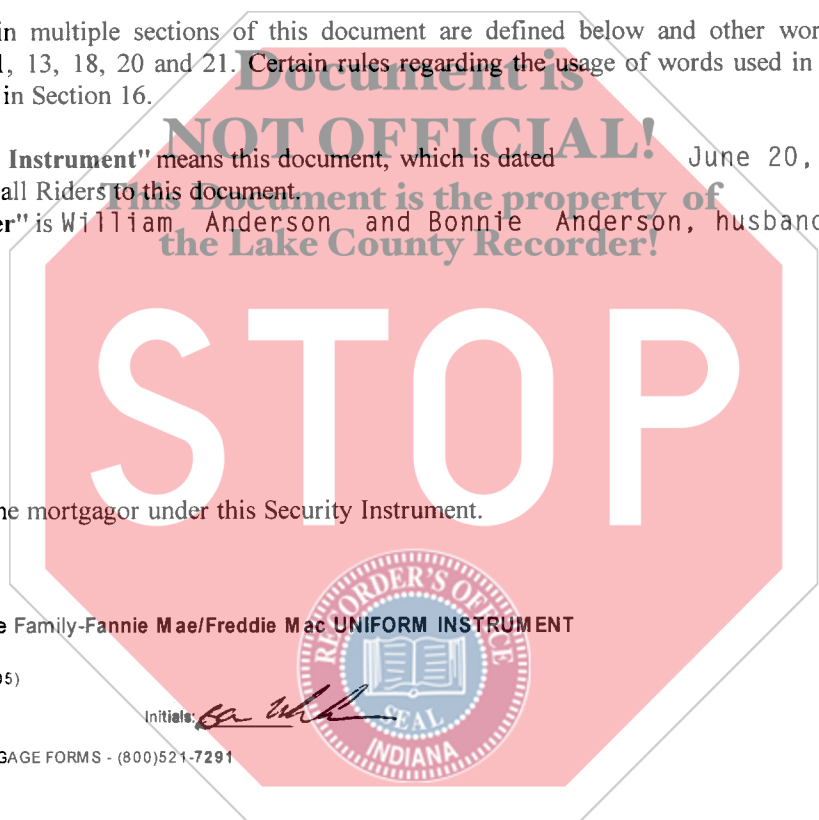 in multiple sections of this document are defined below and other wor
1, 13, 18, 20 and 21. Certain rules regarding the usage of words used in
in Section 16.
Document is
NOT OFFICIAL!
This Document is the property of
the Lake County Recorder!
Instrument" means this document, which is dated June 20,
all Riders to this document.
er" is William Anderson and Bonnie Anderson, husband
STOP
he mortgagor under this Security Instrument.
e Family-Fannie Mae/Freddie Mac UNIFORM INSTRUMENT
05)
Initials:
GAGE FORMS - (800)521-7291
RECORDER'S OFFICE
SEAL
INDIANA